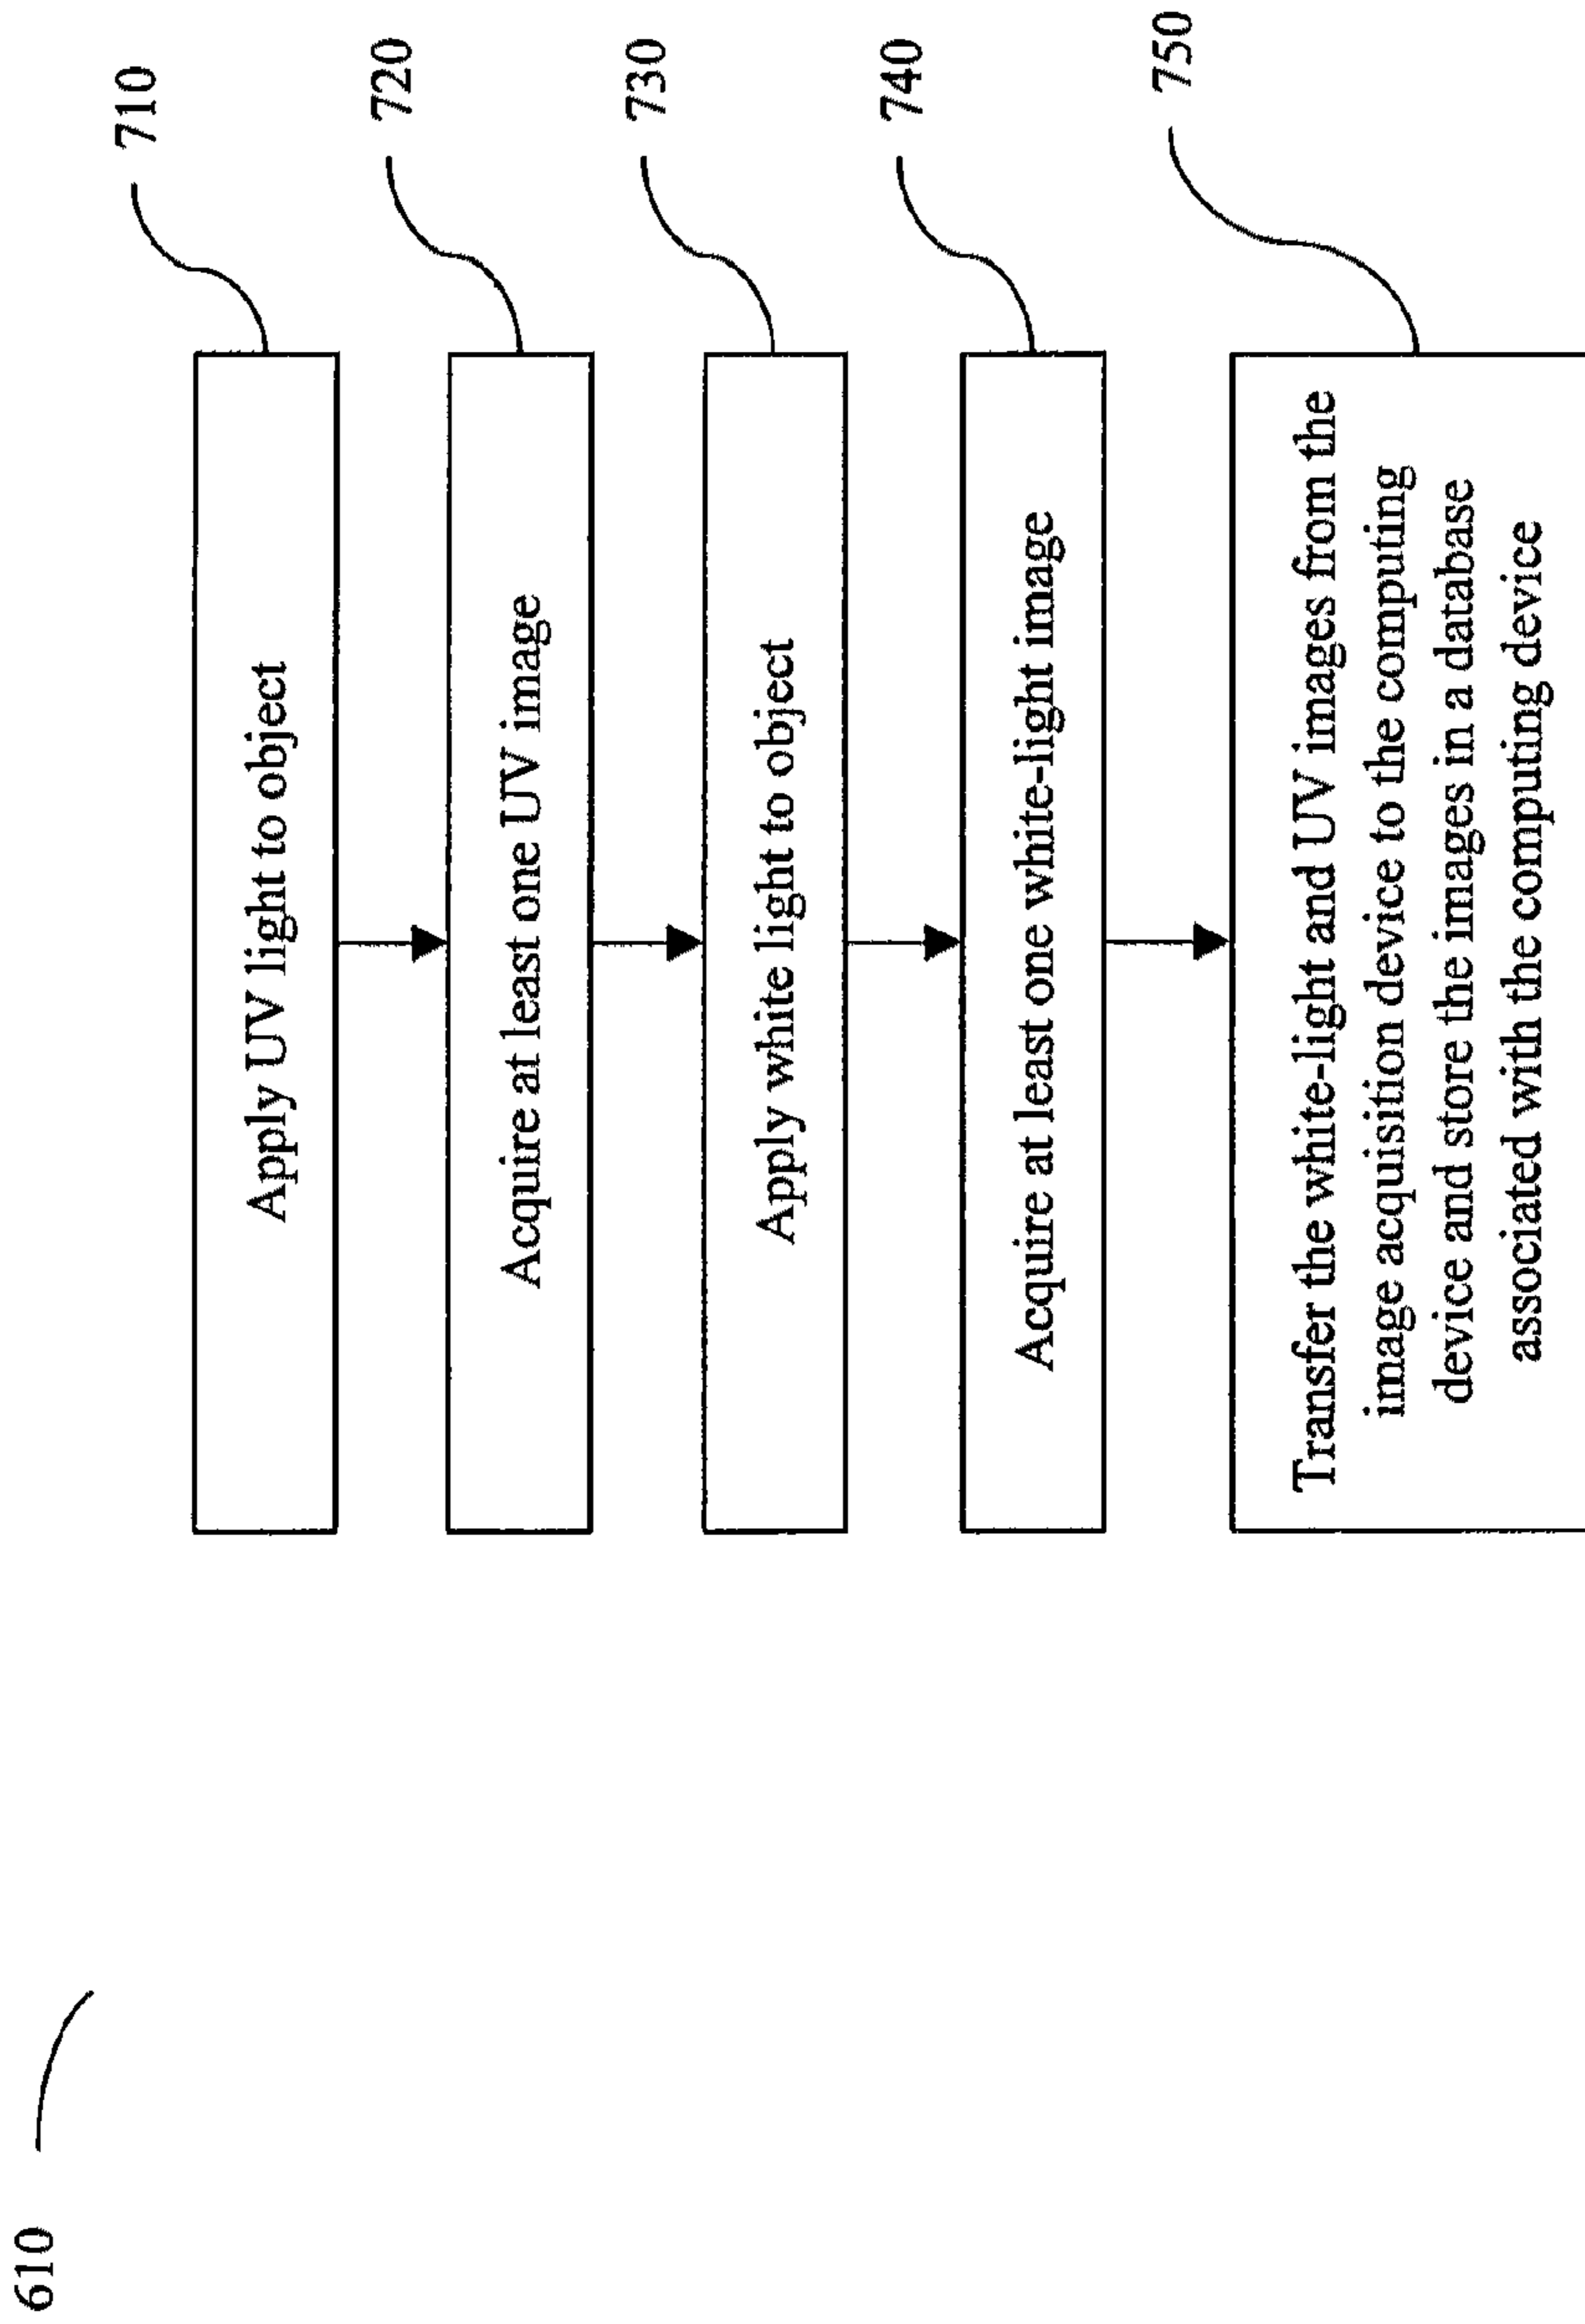 610
710
Apply UV light to object
720
Acquire at least one UV image
730
Apply white light to object
740
Acquire at least one white-light image
750
Transfer the white-light and UV images from the
image acquisition device to the computing
device and store the images in a database
associated with the computing device